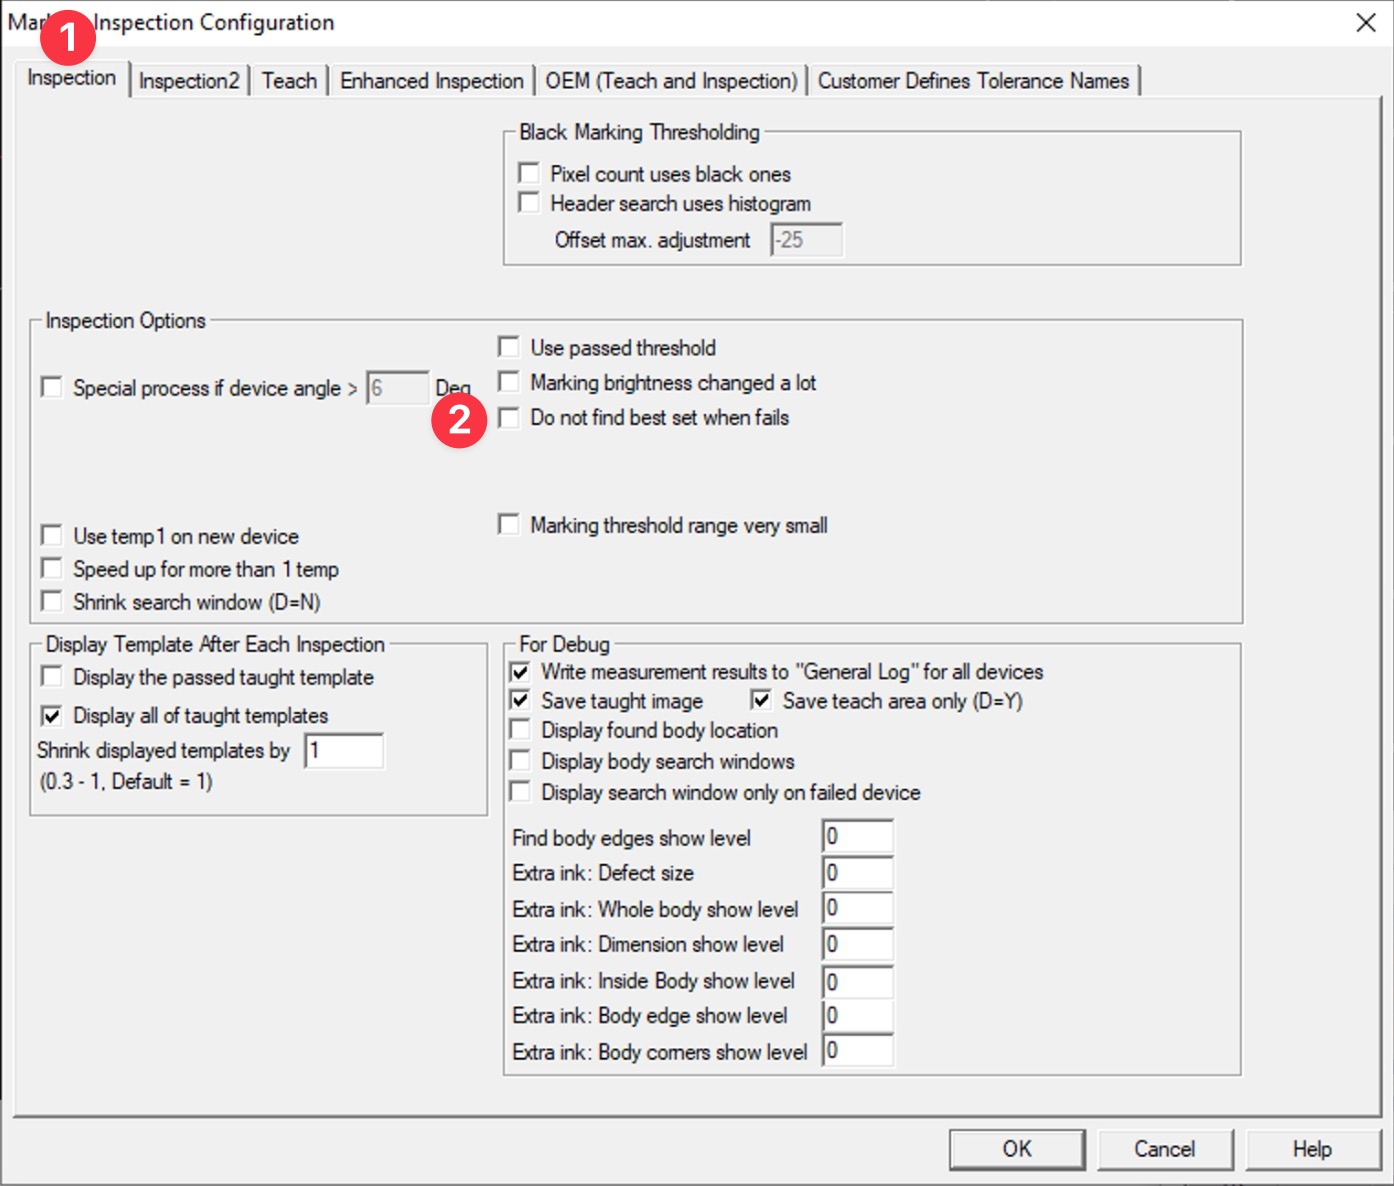 Mar Inspection Configuration
1
Inspection
Inspection2
Teach
Enhanced Inspection
OEM (Teach and Inspection)
Customer Defines Tolerance Names
Black Marking Thresholding
Pixel count uses black ones
Header search uses histogram
Offset max. adjustment -25
Inspection Options
Special process if device angle > 6 Deg
Use passed threshold
Marking brightness changed a lot
2
Do not find best set when fails
Marking threshold range very small
Use temp1 on new device
Speed up for more than 1 temp
Shrink search window (D=N)
Display Template After Each Inspection
Display the passed taught template
Display all of taught templates
Shrink displayed templates by 1
(0.3 - 1, Default = 1)
For Debug
Write measurement results to "General Log" for all devices
Save taught image
Save teach area only (D=Y)
Display found body location
Display body search windows
Display search window only on failed device
Find body edges show level 0
Extra ink: Defect size 0
Extra ink: Whole body show level 0
Extra ink: Dimension show level 0
Extra ink: Inside Body show level 0
Extra ink: Body edge show level 0
Extra ink: Body corners show level 0
OK
Cancel
Help